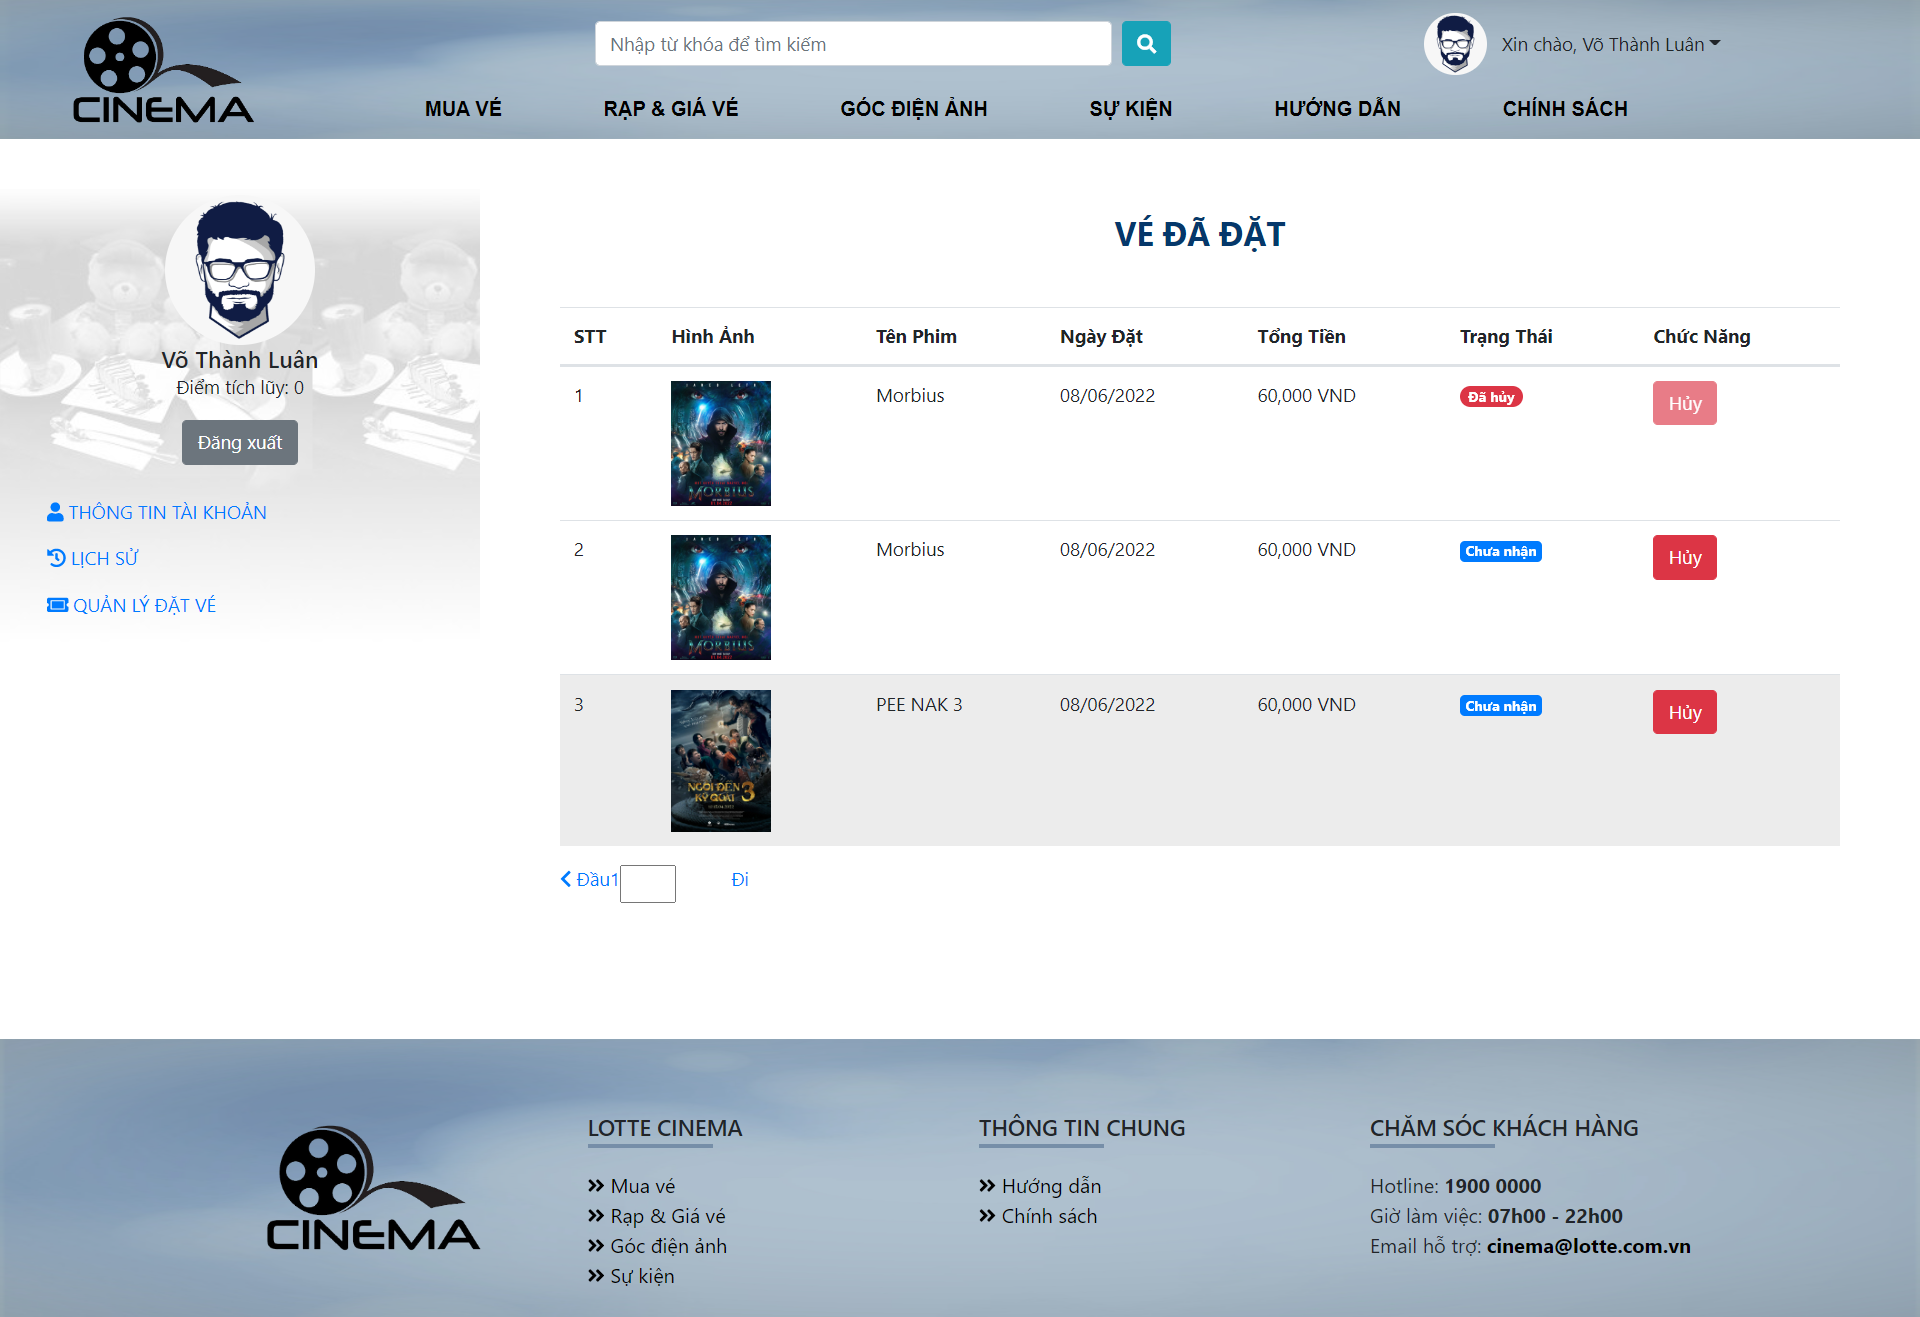 CINEMA
Nhập từ khóa để tìm kiếm
Xin chào, Võ Thành Luân
MUA VÉ RẠP & GIÁ VÉ GÓC ĐIỆN ẢNH SỰ KIỆN HƯỚNG DẪN CHÍNH SÁCH
Võ Thành Luân
Điểm tích lũy: 0
Đăng xuất
THÔNG TIN TÀI KHOẢN
LỊCH SỬ
QUẢN LÝ ĐẶT VÉ
VÉ ĐÃ ĐẶT
STT Hình Ảnh Tên Phim Ngày Đặt Tổng Tiền Trạng Thái Chức Năng
1 Morbius 08/06/2022 60,000 VND Đã hủy Hủy
JARED LETO
MORBIUS
2 Morbius 08/06/2022 60,000 VND Chưa nhận Hủy
JARED LETO
MORBIUS
3 PEE NAK 3 08/06/2022 60,000 VND Chưa nhận Hủy
NGÔI ĐỀN
KỲ QUÁI 3
Đầu1 Đi
CINEMA
LOTTE CINEMA
Mua vé
Rạp & Giá vé
Góc điện ảnh
Sự kiện
THÔNG TIN CHUNG
Hướng dẫn
Chính sách
CHĂM SÓC KHÁCH HÀNG
Hotline: 1900 0000
Giờ làm việc: 07h00 - 22h00
Email hỗ trợ: cinema@lotte.com.vn